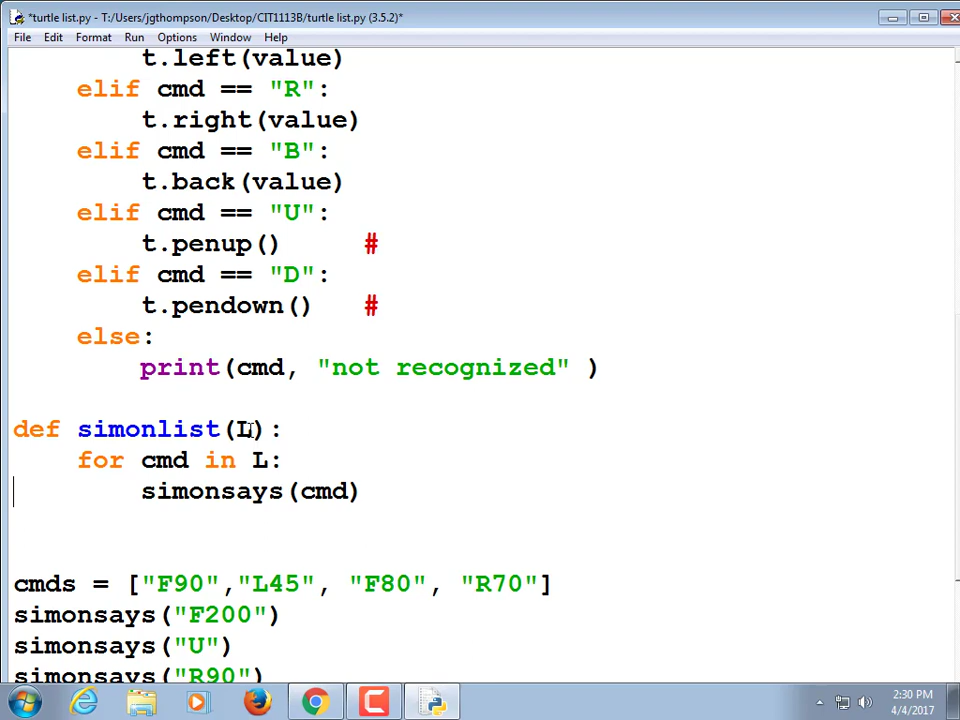 *turtle list.py - T:/Users/jgthompson/Desktop/CIT1113B/turtle list.py (3.5.2)*
File Edit Format Run Options Window Help
t.left(value)
elif cmd == "R":
t.right(value)
elif cmd == "B":
t.back(value)
elif cmd == "U":
t.penup() #
elif cmd == "D":
t.pendown() #
else:
print(cmd, "not recognized" )
def simonlist(L):
for cmd in L:
simonsays(cmd)
cmds = ["F90","L45", "F80", "R70"]
simonsays("F200")
simonsays("U")
simonsays("R90")
2:30 PM
4/4/2017